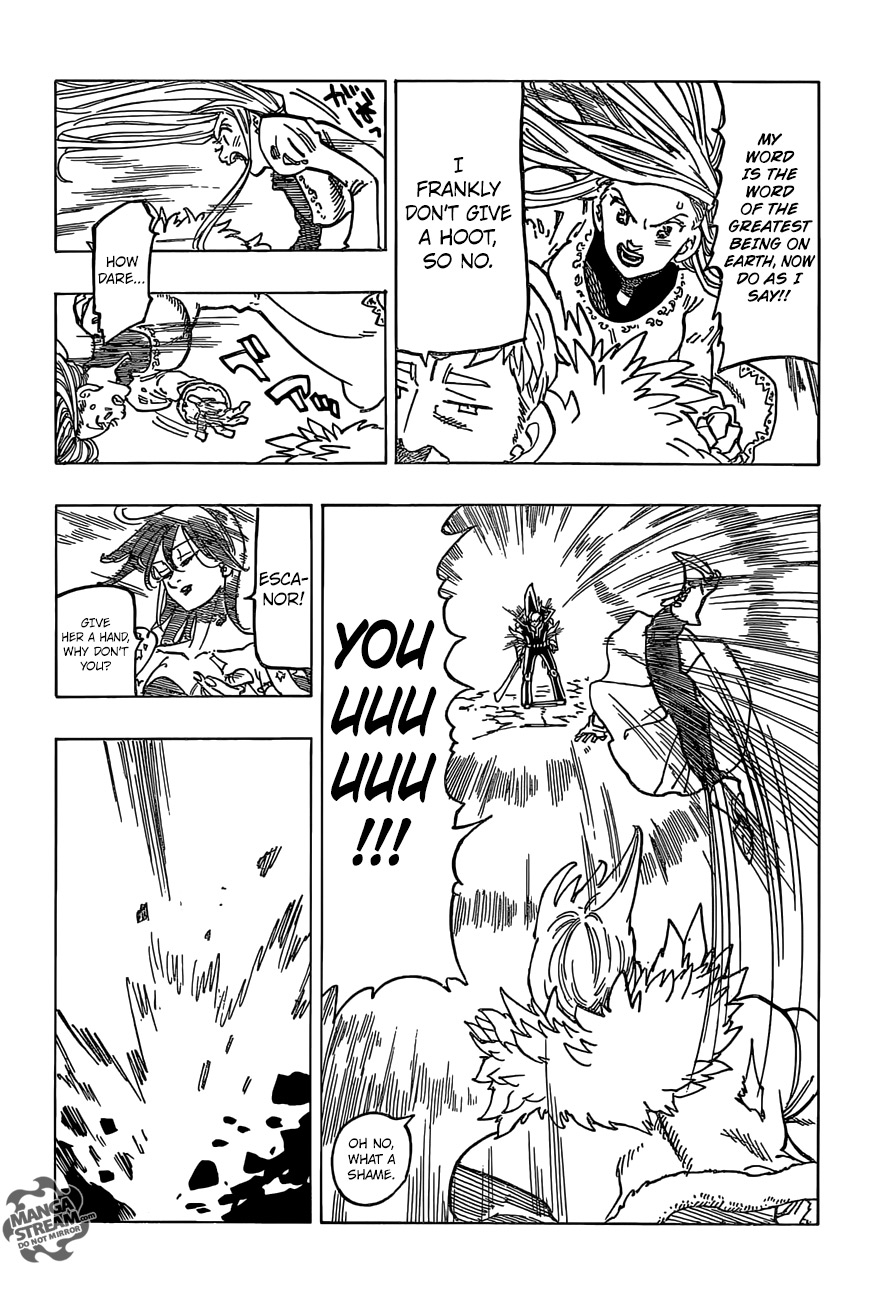 MY
WORD
IS THE
WORD
OF THE
GREATEST
BEING ON
EARTH, NOW
DO AS I
SAY!!
I
FRANKLY
DON'T GIVE
A HOOT,
SO NO.
HOW
DARE...
YOU
UUU
UUU
!!!
OH NO,
WHAT A
SHAME.
ESCA-
NOR!
GIVE
HER A HAND,
WHY DON'T
YOU?
MANGA
STREAM.com
DO NOT MIRROR